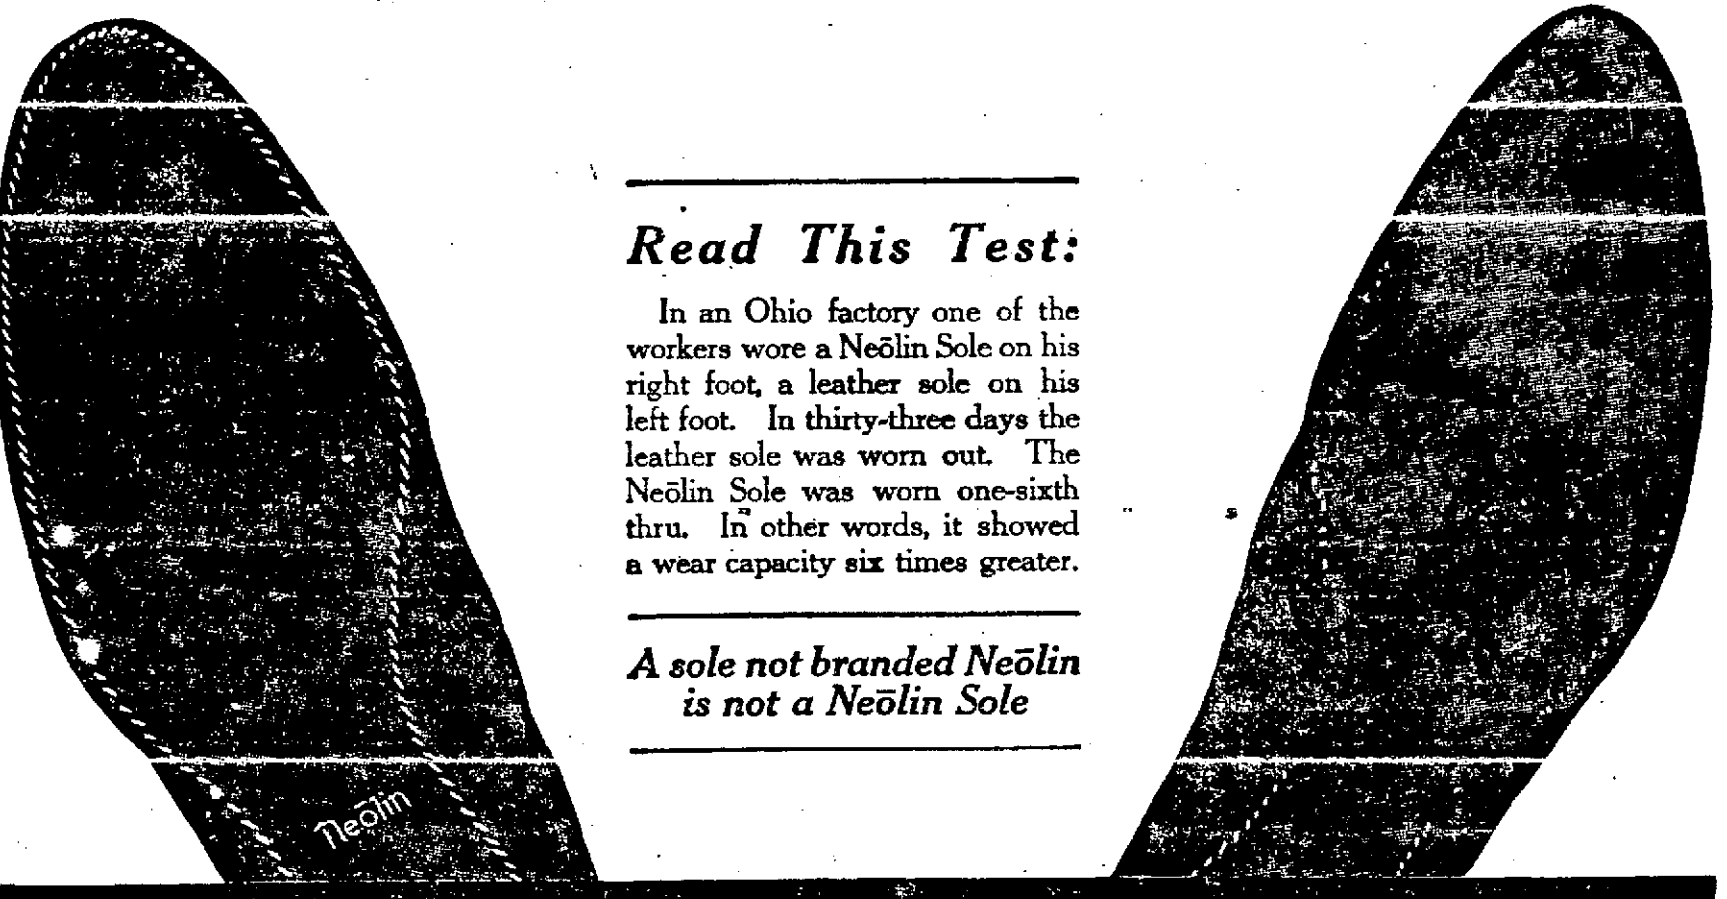 Read This Test:
In an Ohio factory one of the
workers wore a Neōlin Sole on his
right foot, a leather sole on his
left foot. In thirty-three days the
leather sole was worn out. The
Neōlin Sole was worn one-sixth
thru. In other words, it showed
a wear capacity six times greater.
A sole not branded Neōlin
is not a Neōlin Sole
neōlin